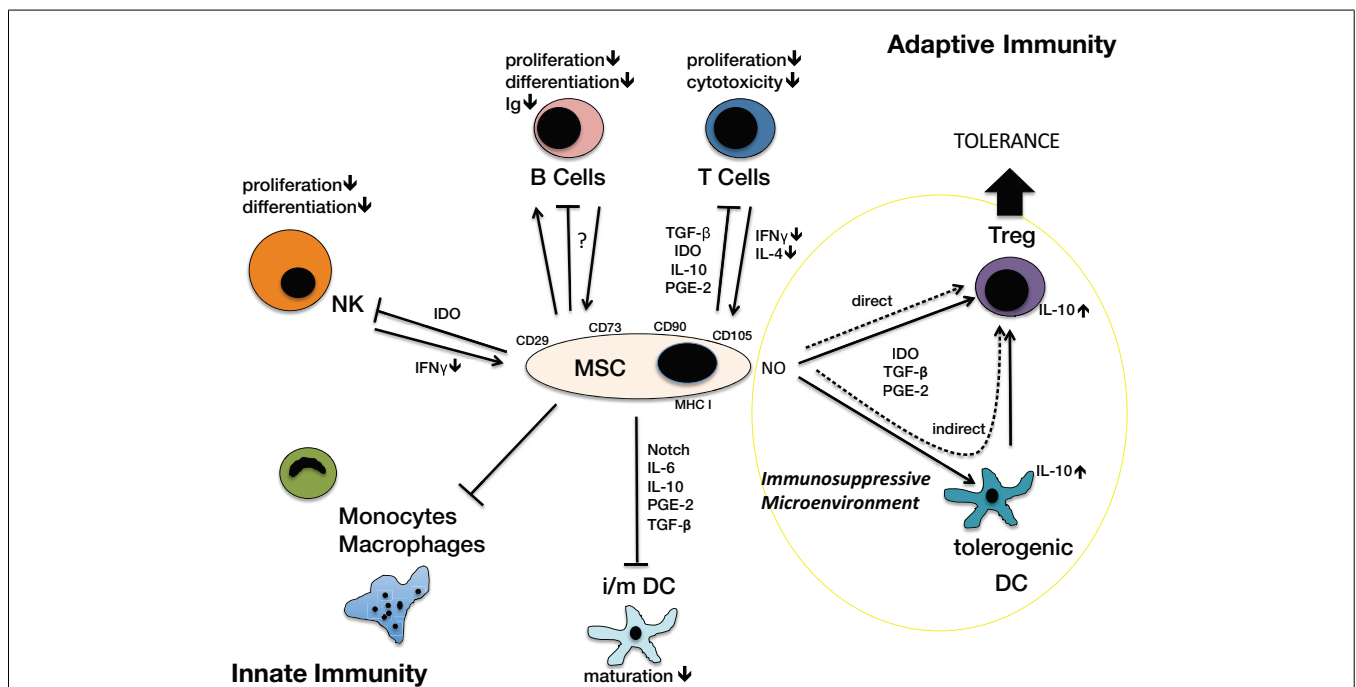 Adaptive Immunity
proliferation↓
differentiation↓
Ig↓
B Cells
proliferation↓
cytotoxicity ↓
T Cells
TOLERANCE
Treg
IL-10↑
proliferation↓
differentiation↓
NK
IDO
IFNγ↓
?
TGF-β
IDO
IL-10
PGE-2
IFNγ↓
IL-4↓
CD29
CD73
CD90
CD105
MSC
MHC I
NO
direct
IDO
TGF-β
PGE-2
indirect
Immunosuppressive
Microenvironment
IL-10↑
tolerogenic
DC
Monocytes
Macrophages
Notch
IL-6
IL-10
PGE-2
TGF-β
i/m DC
maturation ↓
Innate Immunity